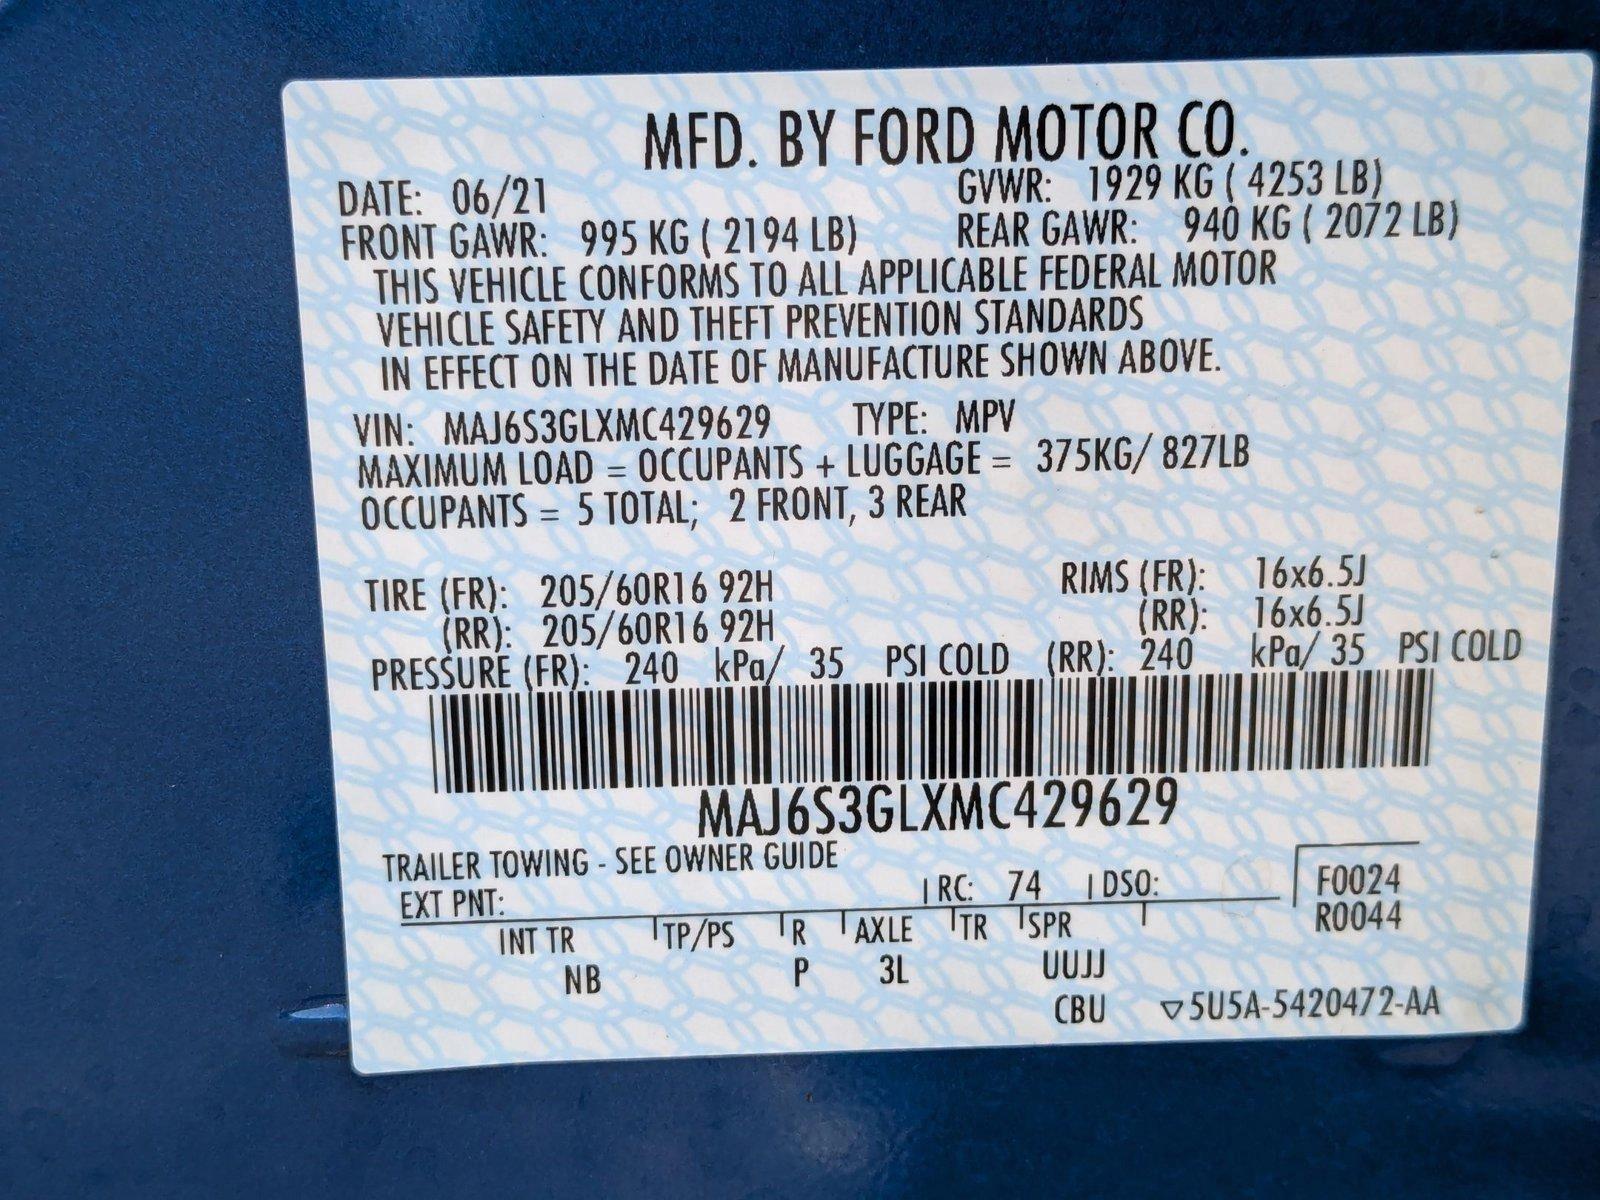 MFD. BY FORD MOTOR CO.
DATE: 06/21 GVWR: 1929 KG ( 4253 LB)
FRONT GAWR: 995 KG ( 2194 LB) REAR GAWR: 940 KG ( 2072 LB)
THIS VEHICLE CONFORMS TO ALL APPLICABLE FEDERAL MOTOR
VEHICLE SAFETY AND THEFT PREVENTION STANDARDS
IN EFFECT ON THE DATE OF MANUFACTURE SHOWN ABOVE.
VIN: MAJ6S3GLXMC429629 TYPE: MPV
MAXIMUM LOAD = OCCUPANTS + LUGGAGE = 375KG/ 827LB
OCCUPANTS = 5 TOTAL; 2 FRONT, 3 REAR
TIRE (FR): 205/60R16 92H RIMS (FR): 16x6.5J
(RR): 205/60R16 92H (RR): 16x6.5J
PRESSURE (FR): 240 kPa/ 35 PSI COLD (RR): 240 kPa/ 35 PSI COLD
MAJ6S3GLXMC429629
TRAILER TOWING - SEE OWNER GUIDE
EXT PNT: RC: 74 DSO: F0024
R0044
INT TR TP/PS R AXLE TR SPR
NB P 3L UUJJ
CBU ▽5U5A-5420472-AA